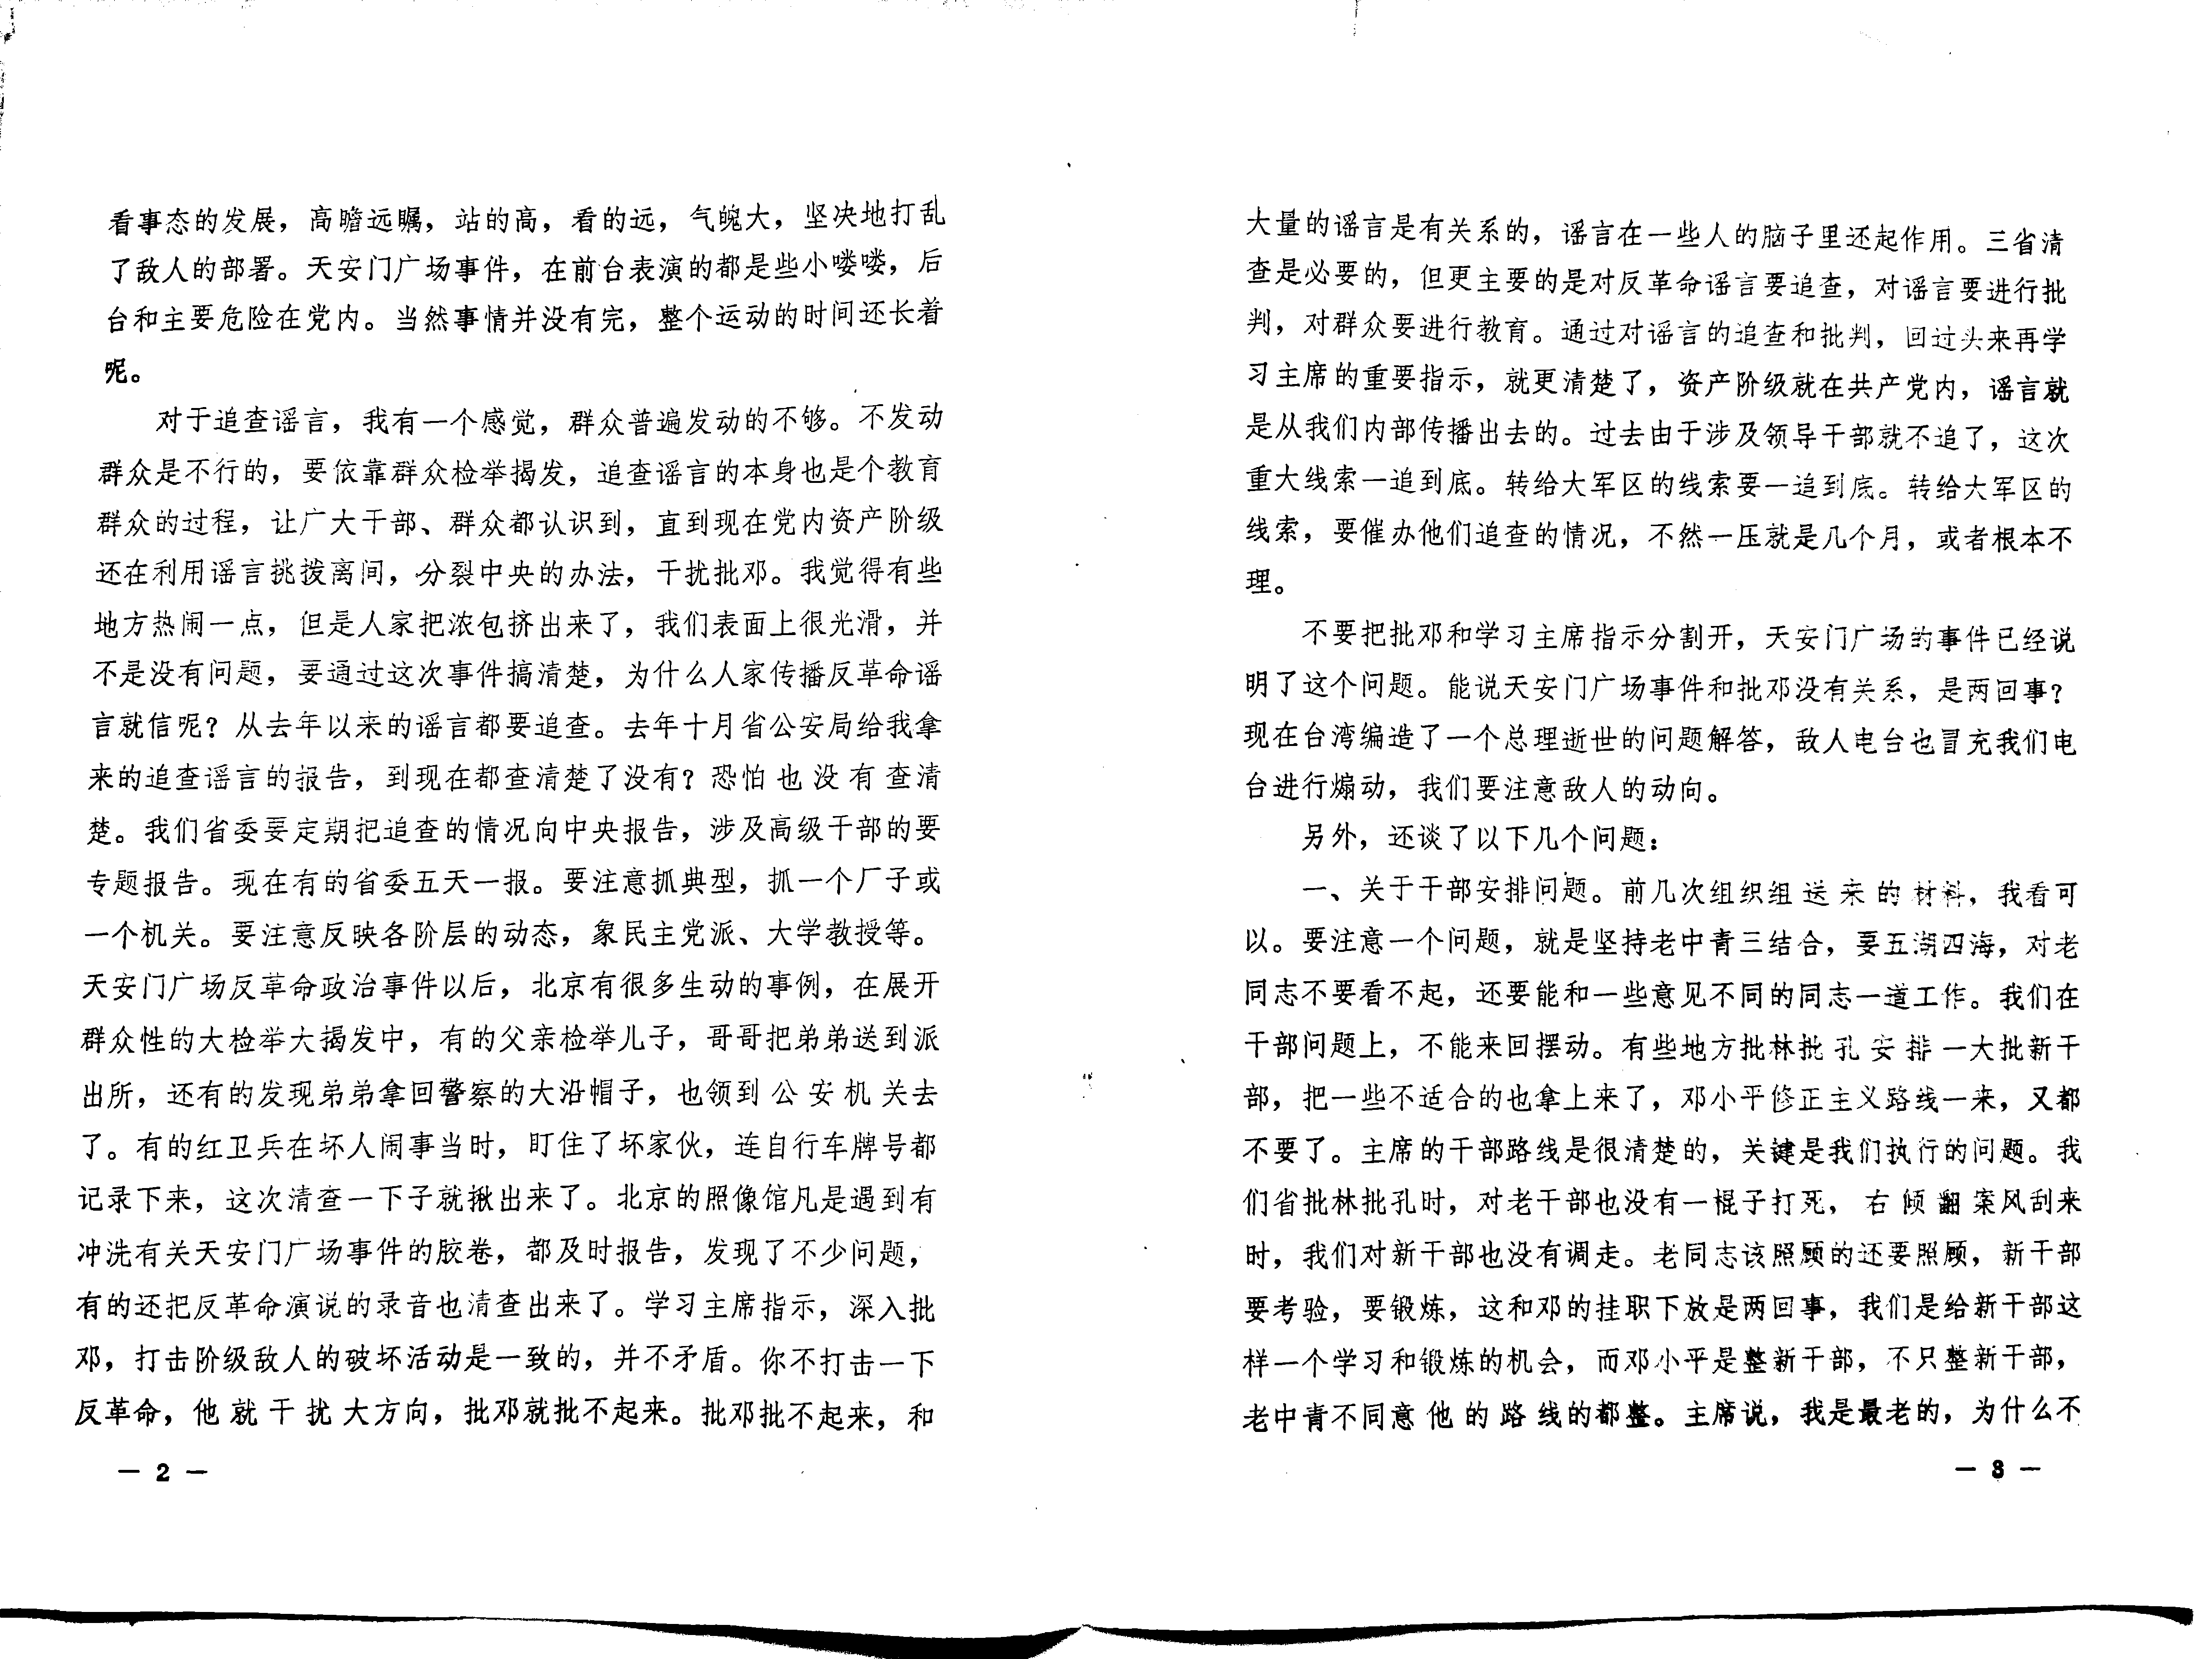 看事态的发展，高瞻远瞩，站的高，看的远，气魄大，坚决地打乱
了敌人的部署。天安门广场事件，在前台表演的都是些小喽喽，后
台和主要危险在党内。当然事情并没有完，整个运动的时间还长着
呢。
对于追查谣言，我有一个感觉，群众普遍发动的不够。不发动
群众是不行的，要依靠群众检举揭发，追查谣言的本身也是个教育
群众的过程，让广大干部、群众都认识到，直到现在党内资产阶级
还在利用谣言挑拨离间，分裂中央的办法，干扰批邓。我觉得有些
地方热闹一点，但是人家把浓包挤出来了，我们表面上很光滑，并
不是没有问题，要通过这次事件搞清楚，为什么人家传播反革命谣
言就信呢？从去年以来的谣言都要追查。去年十月省公安局给我拿
来的追查谣言的报告，到现在都查清楚了没有？恐怕也没有查清
楚。我们省委要定期把追查的情况向中央报告，涉及高级干部的要
专题报告。现在有的省委五天一报。要注意抓典型，抓一个厂子或
一个机关。要注意反映各阶层的动态，象民主党派、大学教授等。
天安门广场反革命政治事件以后，北京有很多生动的事例，在展开
群众性的大检举大揭发中，有的父亲检举儿子，哥哥把弟弟送到派
出所，还有的发现弟弟拿回警察的大沿帽子，也领到公安机关去
了。有的红卫兵在坏人闹事当时，盯住了坏家伙，连自行车牌号都
记录下来，这次清查一下子就揪出来了。北京的照像馆凡是遇到有
冲洗有关天安门广场事件的胶卷，都及时报告，发现了不少问题，
有的还把反革命演说的录音也清查出来了。学习主席指示，深入批
邓，打击阶级敌人的破坏活动是一致的，并不矛盾。你不打击一下
反革命，他就干扰大方向，批邓就批不起来。批邓批不起来，和
— 2 —
大量的谣言是有关系的，谣言在一些人的脑子里还起作用。三省清
查是必要的，但更主要的是对反革命谣言要追查，对谣言要进行批
判，对群众要进行教育。通过对谣言的追查和批判，回过头来再学
习主席的重要指示，就更清楚了，资产阶级就在共产党内，谣言就
是从我们内部传播出去的。过去由于涉及领导干部就不追了，这次
重大线索一追到底。转给大军区的线索要一追到底。转给大军区的
线索，要催办他们追查的情况，不然一压就是几个月，或者根本不
理。
不要把批邓和学习主席指示分割开，天安门广场的事件已经说
明了这个问题。能说天安门广场事件和批邓没有关系，是两回事？
现在台湾编造了一个总理逝世的问题解答，敌人电台也冒充我们电
台进行煽动，我们要注意敌人的动向。
另外，还谈了以下几个问题：
一、关于干部安排问题。前几次组织组送来的材料，我看可
以。要注意一个问题，就是坚持老中青三结合，要五湖四海，对老
同志不要看不起，还要能和一些意见不同的同志一道工作。我们在
干部问题上，不能来回摆动。有些地方批林批孔安排一大批新干
部，把一些不适合的也拿上来了，邓小平修正主义路线一来，又都
不要了。主席的干部路线是很清楚的，关键是我们执行的问题。我
们省批林批孔时，对老干部也没有一棍子打死，右倾翻案风刮来
时，我们对新干部也没有调走。老同志该照顾的还要照顾，新干部
要考验，要锻炼，这和邓的挂职下放是两回事，我们是给新干部这
样一个学习和锻炼的机会，而邓小平是整新干部，不只整新干部，
老中青不同意他的路线的都整。主席说，我是最老的，为什么不
— 3 —